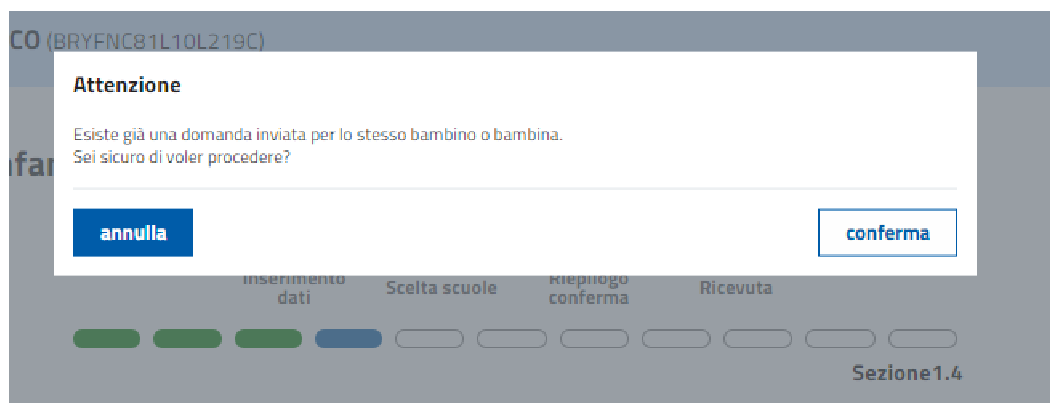 CO (BRYFNC81L10L219C)
Attenzione
Esiste già una domanda inviata per lo stesso bambino o bambina.
Sei sicuro di voler procedere?
annulla
conferma
Inserimento
dati
Scelta scuole
Riepilogo
conferma
Ricevuta
Sezione1.4